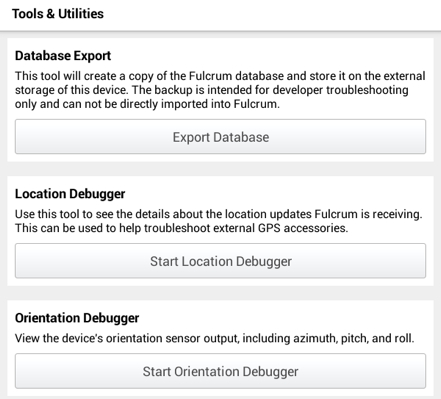 Tools & Utilities
Database Export
This tool will create a copy of the Fulcrum database and store it on the external
storage of this device. The backup is intended for developer troubleshooting
only and can not be directly imported into Fulcrum.
Export Database
Location Debugger
Use this tool to see the details about the location updates Fulcrum is receiving.
This can be used to help troubleshoot external GPS accessories.
Start Location Debugger
Orientation Debugger
View the device's orientation sensor output, including azimuth, pitch, and roll.
Start Orientation Debugger